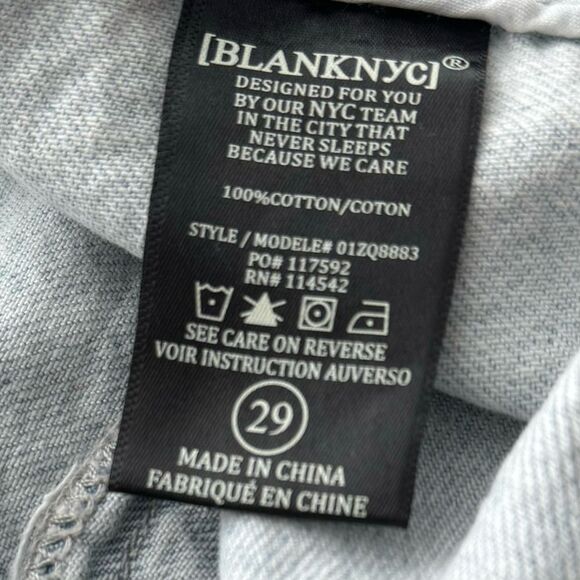 [BLANKNYC]®
DESIGNED FOR YOU
BY OUR NYC TEAM
IN THE CITY THAT
NEVER SLEEPS
BECAUSE WE CARE
100%COTTON/COTON
STYLE / MODELE# 01ZQ8883
PO# 117592
RN# 114542
SEE CARE ON REVERSE
VOIR INSTRUCTION AUVERSO
29
MADE IN CHINA
FABRIQUÉ EN CHINE